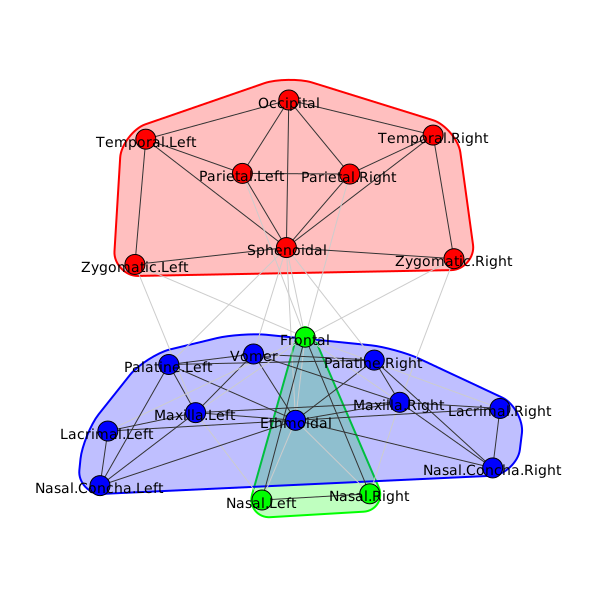 Occipital
Temporal.Left
Temporal.Right
Parietal.Left
Parietal.Right
Sphenoidal
Zygomatic.Left
Zygomatic.Right
Frontal
Vomer
Palatine.Left
Palatine.Right
Maxilla.Left
Maxilla.Right
Lacrimal.Left
Lacrimal.Right
Ethmoidal
Nasal.Concha.Left
Nasal.Concha.Right
Nasal.Left
Nasal.Right